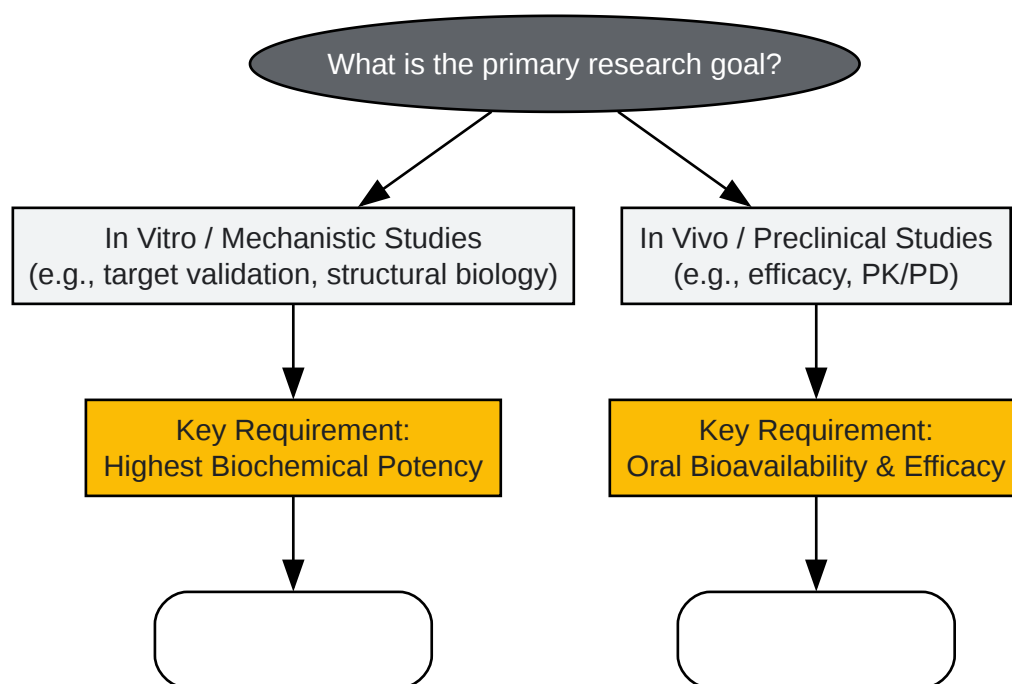 What is the primary research goal?
In Vitro / Mechanistic Studies
(e.g., target validation, structural biology)
In Vivo / Preclinical Studies
(e.g., efficacy, PK/PD)
Key Requirement:
Highest Biochemical Potency
Key Requirement:
Oral Bioavailability & Efficacy